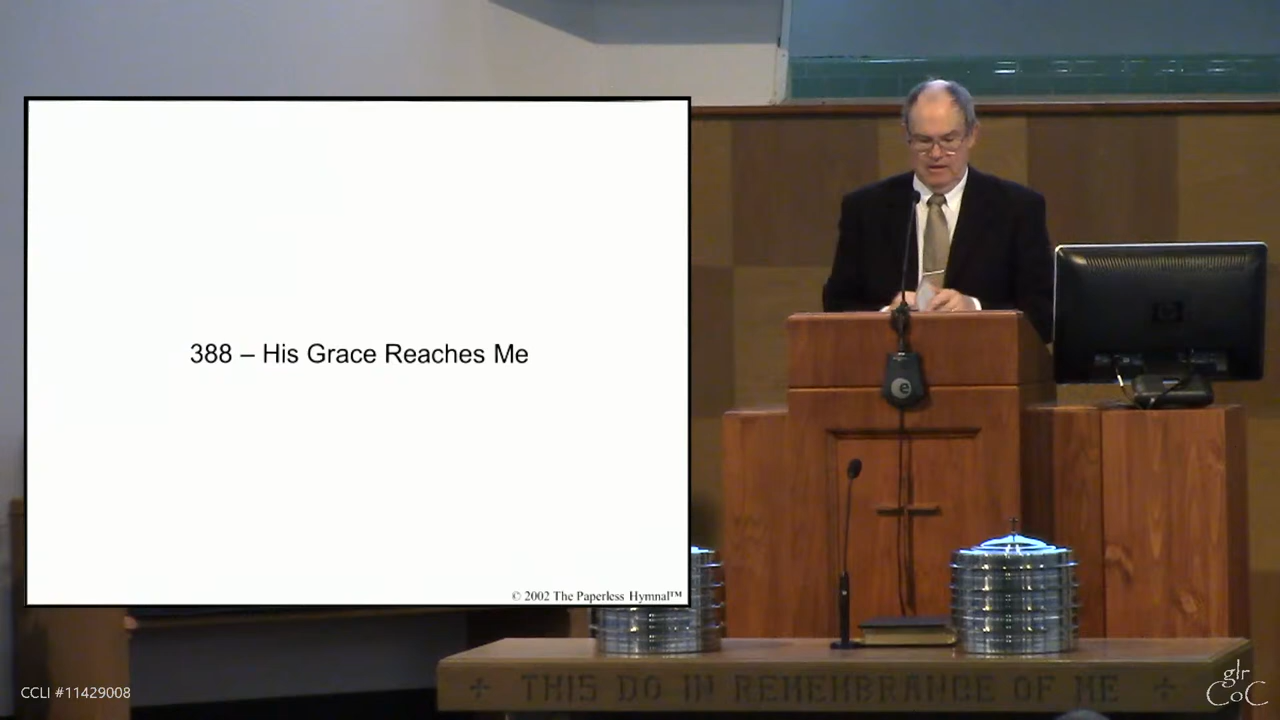 388 – His Grace Reaches Me
© 2002 The Paperless Hymnal™
e
hp
THIS DO IN REMEMBRANCE OF ME
CCLI #11429008
glr
CoC